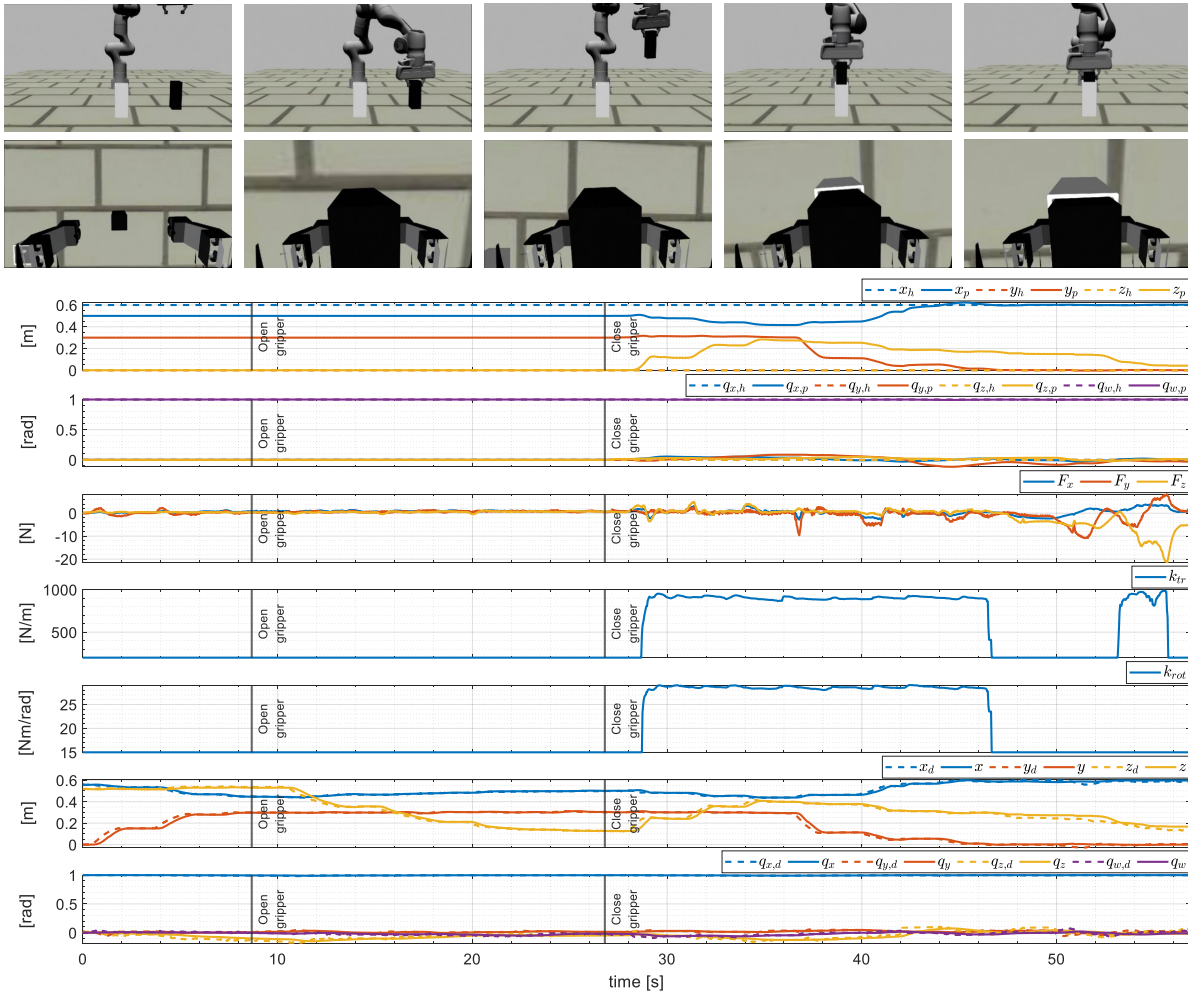 x_h x_p y_h y_p z_h z_p
0.6
0.4
0.2
0
[m]
Open gripper
Close gripper
q_{x,h} q_{x,p} q_{y,h} q_{y,p} q_{z,h} q_{z,p} q_{w,h} q_{w,p}
1
0.5
0
[rad]
Open gripper
Close gripper
F_x F_y F_z
0
-10
-20
[N]
Open gripper
Close gripper
k_{tr}
1000
500
[N/m]
Open gripper
Close gripper
k_{rot}
25
20
15
[Nm/rad]
Open gripper
Close gripper
x_d x y_d y z_d z
0.6
0.4
0.2
0
[m]
Open gripper
Close gripper
q_{x,d} q_x q_{y,d} q_y q_{z,d} q_z q_{w,d} q_w
1
0.5
0
[rad]
Open gripper
Close gripper
0 10 20 30 40 50
time [s]